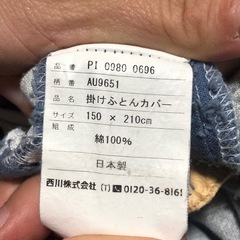 品番 PI 0980 0696
柄番 AU9651
品名 掛けふとんカバー
サイズ 150 × 210cm
組成
綿100%
日本製
西川株式会社 (T) 0120-36-8161